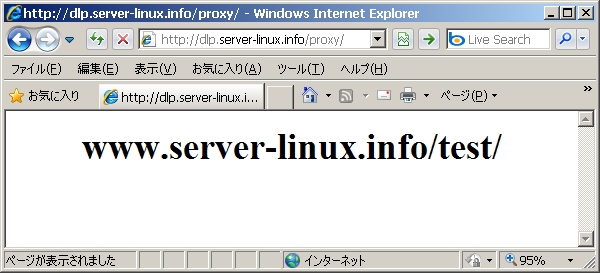 http://dlp.server-linux.info/proxy/ - Windows Internet Explorer
http://dlp.server-linux.info/proxy/ Live Search
ファイル(F) 編集(E) 表示(V) お気に入り(A) ツール(T) ヘルプ(H)
お気に入り http://dlp.server-linux.i... ページ(P)
www.server-linux.info/test/
ページが表示されました インターネット 95%